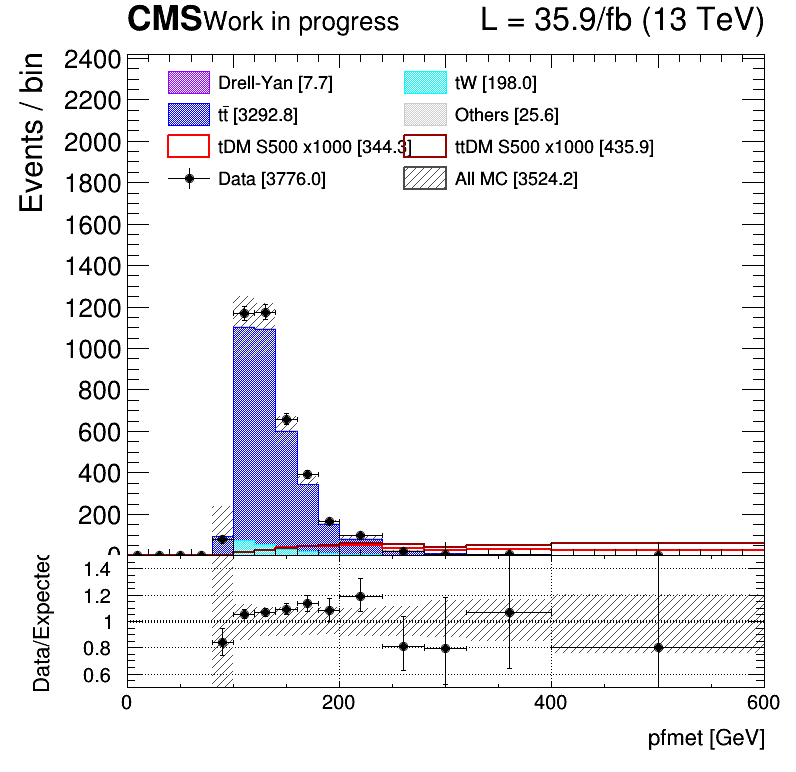 CMS Work in progress L = 35.9/fb (13 TeV)
Events / bin
2400
2200
2000
1800
1600
1400
1200
1000
800
600
400
200
0
Drell-Yan [7.7]
tW [198.0]
tt̄ [3292.8]
Others [25.6]
tDM S500 x1000 [344.3]
ttDM S500 x1000 [435.9]
Data [3776.0]
All MC [3524.2]
Data/Expected
1.4
1.2
1
0.8
0.6
0 200 400 600
pfmet [GeV]